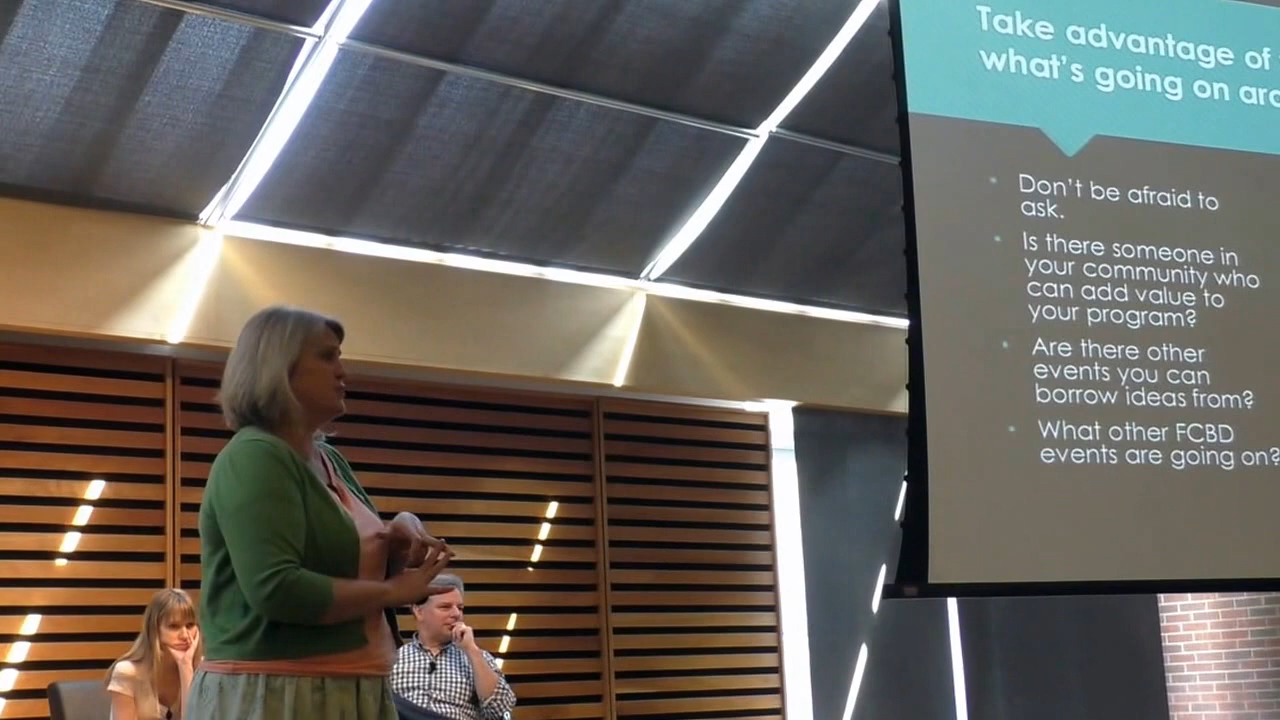 Take advantage of
what's going on
Don't be afraid to
ask.
Is there someone in
your community who
can add value to
your program?
Are there other
events you can
borrow ideas from?
What other FCBD
events are going on?